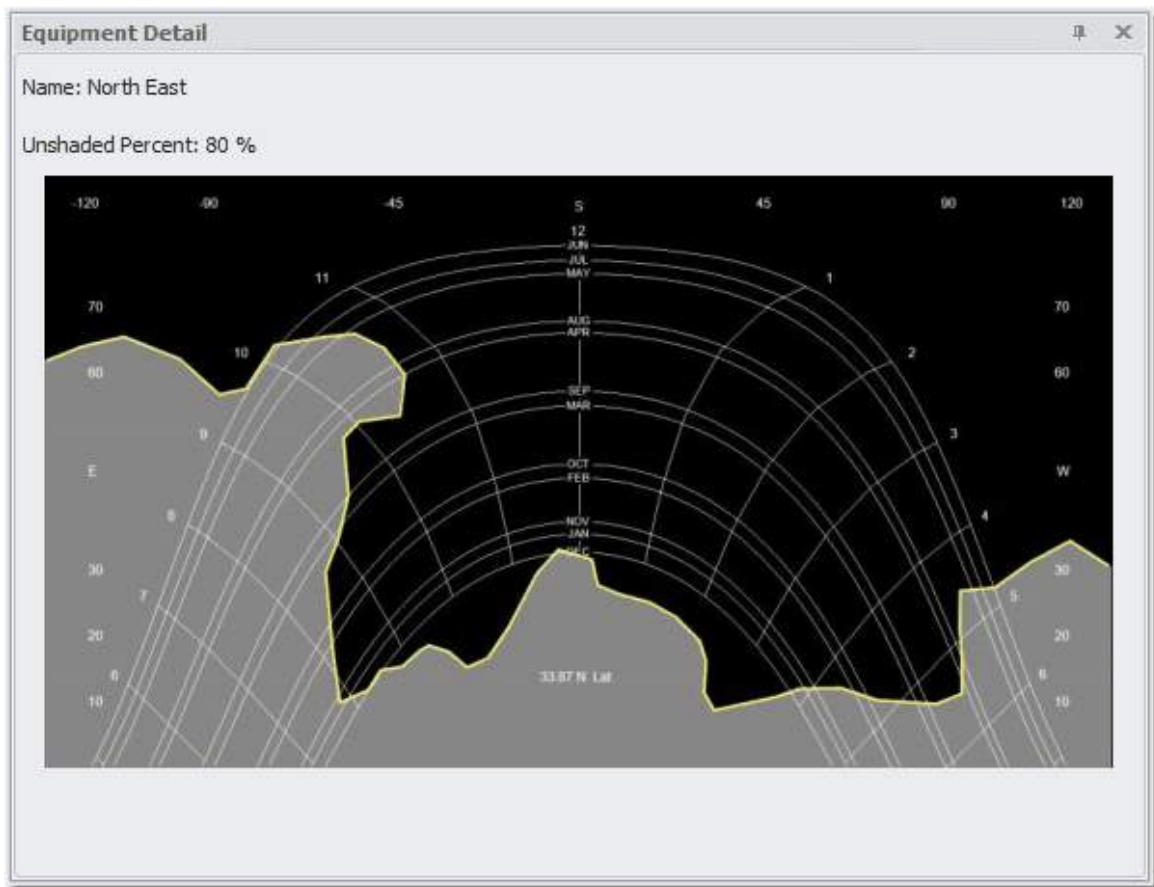 Equipment Detail
Name: North East
Unshaded Percent: 80 %
-120 -90 -45 S 45 90 120
12
JUN
JUL
MAY
11 1
70 70
AUG
APR
10 2
60 60
SEP
MAR
9 3
E OCT W
FEB
8 4
NOV
JAN
DEC
30 30
7 5
20 20
33.87 N Lat
6 6
10 10